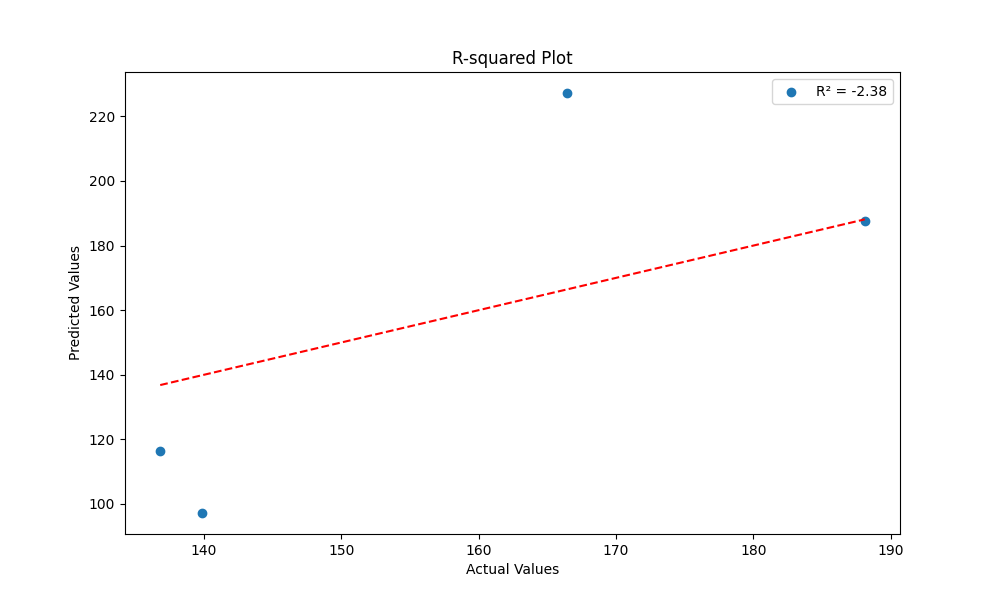 R-squared Plot
R² = -2.38
220
200
180
160
140
120
100
Predicted Values
140 150 160 170 180 190
Actual Values